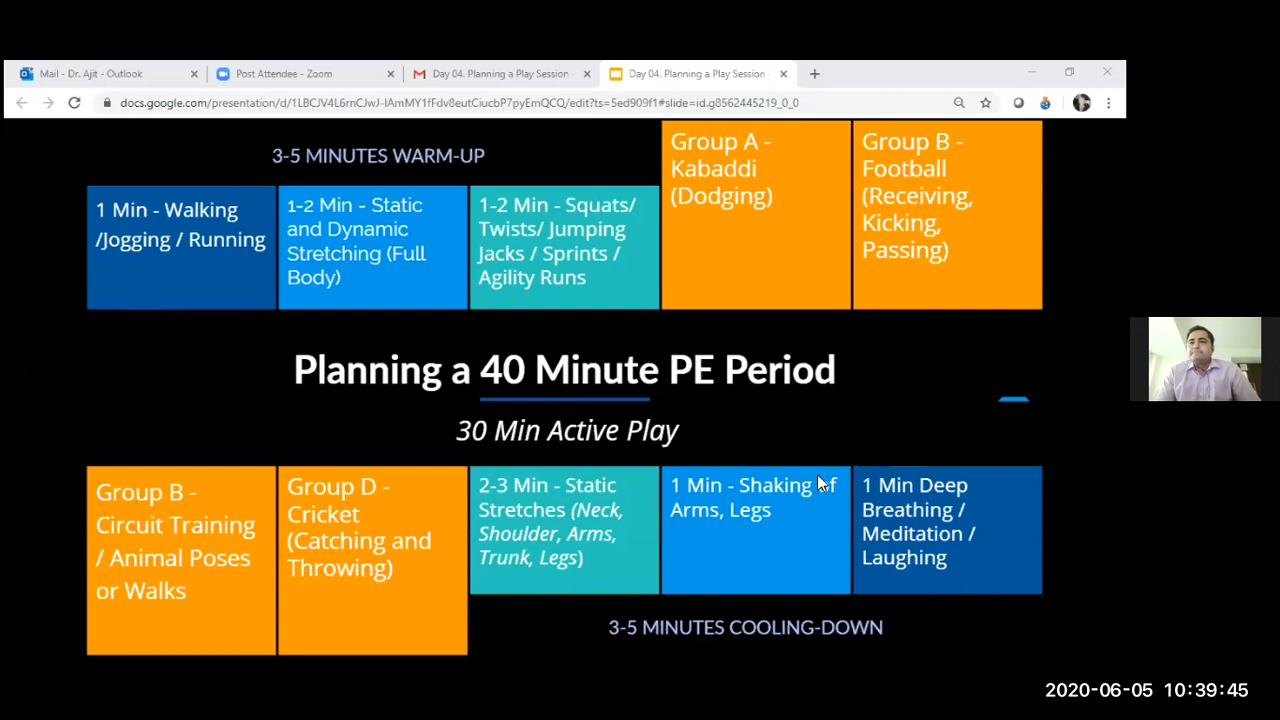 Mail - Dr. Ajit - Outlook
Post Attendee - Zoom
Day 04. Planning a Play Session -
Day 04. Planning a Play Session -
docs.google.com/presentation/d/1LBCJV4L6rnCJwJ-IAmMY1fFdv8eutCiucbP7pyEmQCQ/edit?ts=5ed909f1#slide=id.g8562445219_0_0
3-5 MINUTES WARM-UP
1 Min - Walking
/Jogging / Running
1-2 Min - Static
and Dynamic
Stretching (Full
Body)
1-2 Min - Squats/
Twists/ Jumping
Jacks / Sprints /
Agility Runs
Group A -
Kabaddi
(Dodging)
Group B -
Football
(Receiving,
Kicking,
Passing)
Planning a 40 Minute PE Period
30 Min Active Play
Group B -
Circuit Training
/ Animal Poses
or Walks
Group D -
Cricket
(Catching and
Throwing)
2-3 Min - Static
Stretches (Neck,
Shoulder, Arms,
Trunk, Legs)
1 Min - Shaking of
Arms, Legs
1 Min Deep
Breathing /
Meditation /
Laughing
3-5 MINUTES COOLING-DOWN
2020-06-05 10:39:45